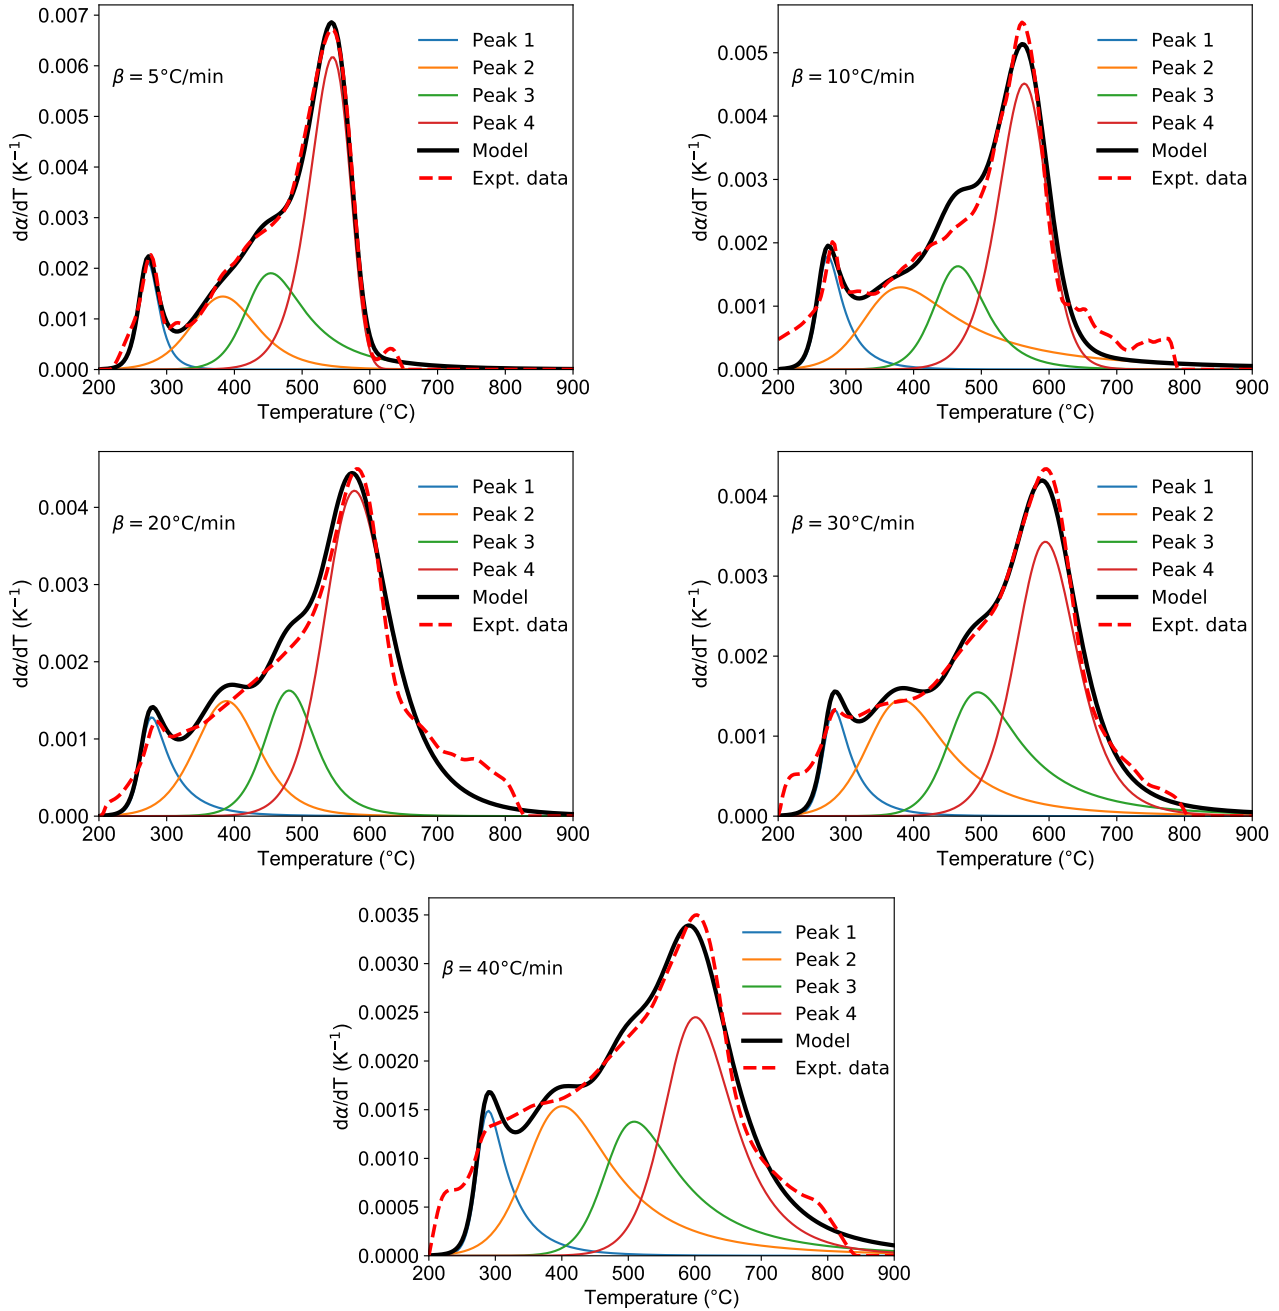 0.007
0.006
0.005
0.004
0.003
0.002
0.001
0.000
dα/dT (K⁻¹)
β = 5°C/min
Peak 1
Peak 2
Peak 3
Peak 4
Model
Expt. data
200 300 400 500 600 700 800 900
Temperature (°C)
0.005
0.004
0.003
0.002
0.001
0.000
dα/dT (K⁻¹)
β = 10°C/min
Peak 1
Peak 2
Peak 3
Peak 4
Model
Expt. data
200 300 400 500 600 700 800 900
Temperature (°C)
0.004
0.003
0.002
0.001
0.000
dα/dT (K⁻¹)
β = 20°C/min
Peak 1
Peak 2
Peak 3
Peak 4
Model
Expt. data
200 300 400 500 600 700 800 900
Temperature (°C)
0.004
0.003
0.002
0.001
0.000
dα/dT (K⁻¹)
β = 30°C/min
Peak 1
Peak 2
Peak 3
Peak 4
Model
Expt. data
200 300 400 500 600 700 800 900
Temperature (°C)
0.0035
0.0030
0.0025
0.0020
0.0015
0.0010
0.0005
0.0000
dα/dT (K⁻¹)
β = 40°C/min
Peak 1
Peak 2
Peak 3
Peak 4
Model
Expt. data
200 300 400 500 600 700 800 900
Temperature (°C)